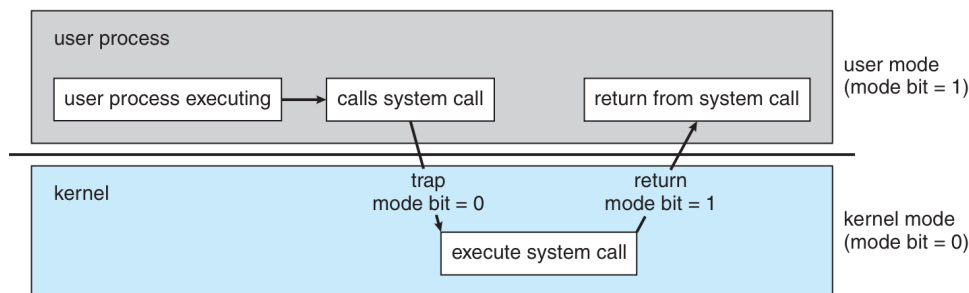 user process
user process executing
calls system call
return from system call
user mode
(mode bit = 1)
trap
mode bit = 0
return
mode bit = 1
kernel
execute system call
kernel mode
(mode bit = 0)